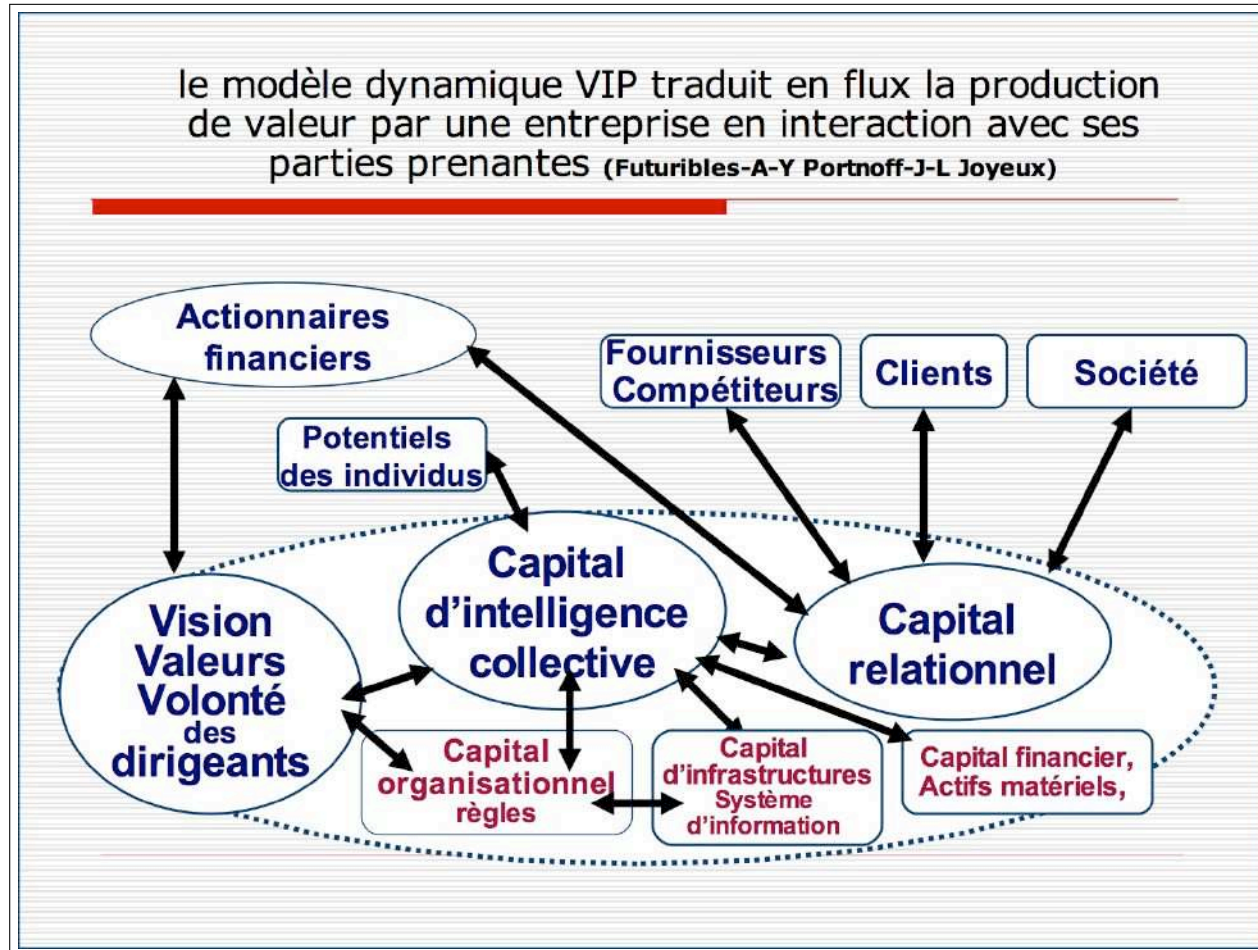 le modèle dynamique VIP traduit en flux la production
de valeur par une entreprise en interaction avec ses
parties prenantes (Futuribles-A-Y Portnoff-J-L Joyeux)
Actionnaires
financiers
Fournisseurs
Compétiteurs
Clients
Société
Potentiels
des individus
Capital
d’intelligence
collective
Vision
Valeurs
Volonté
des
dirigeants
Capital
relationnel
Capital
organisationnel
règles
Capital
d’infrastructures
Système
d’information
Capital financier,
Actifs matériels,